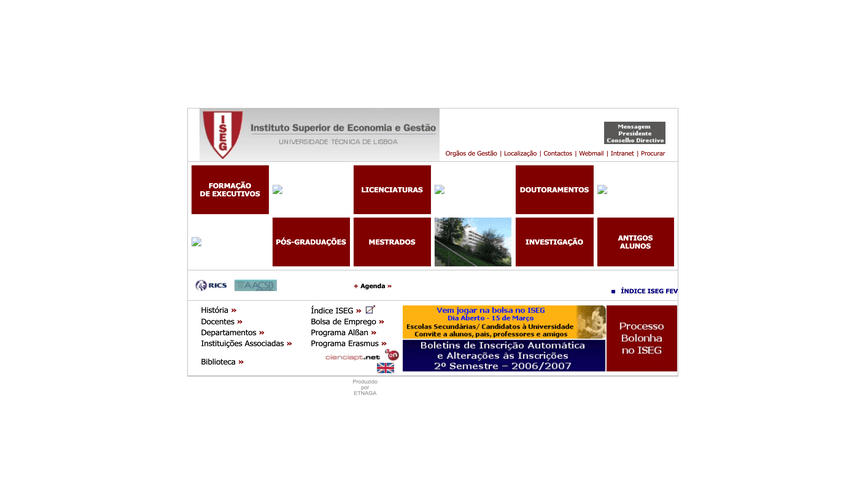 ISEG
Instituto Superior de Economia e Gestão
UNIVERSIDADE TÉCNICA DE LISBOA
Mensagem
Presidente
Conselho Directivo
Orgãos de Gestão | Localização | Contactos | Webmail | Intranet | Procurar
FORMAÇÃO
DE EXECUTIVOS
LICENCIATURAS
DOUTORAMENTOS
PÓS-GRADUAÇÕES
MESTRADOS
INVESTIGAÇÃO
ANTIGOS
ALUNOS
RICS
AACSB
Agenda »
ÍNDICE ISEG FEV
História »
Docentes »
Departamentos »
Instituições Associadas »
Biblioteca »
Índice ISEG »
Bolsa de Emprego »
Programa Alßan »
Programa Erasmus »
cienciapt.net
on
Vem jogar na bolsa no ISEG
Dia Aberto - 15 de Março
Escolas Secundárias/ Candidatos à Universidade
Convite a alunos, pais, professores e amigos
Boletins de Inscrição Automática
e Alterações às Inscrições
2º Semestre - 2006/2007
Processo
Bolonha
no ISEG
Produzido
por
ETNAGA